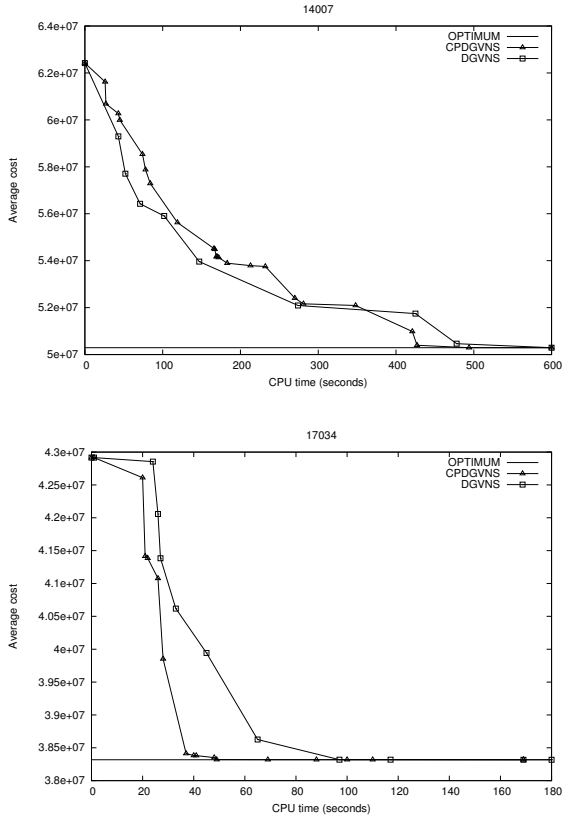 14007
6.4e+07
6.2e+07
6e+07
5.8e+07
5.6e+07
5.4e+07
5.2e+07
5e+07
0 100 200 300 400 500 600
Average cost
CPU time (seconds)
OPTIMUM
CPDGVNS
DGVNS
17034
4.3e+07
4.25e+07
4.2e+07
4.15e+07
4.1e+07
4.05e+07
4e+07
3.95e+07
3.9e+07
3.85e+07
3.8e+07
0 20 40 60 80 100 120 140 160 180
Average cost
CPU time (seconds)
OPTIMUM
CPDGVNS
DGVNS